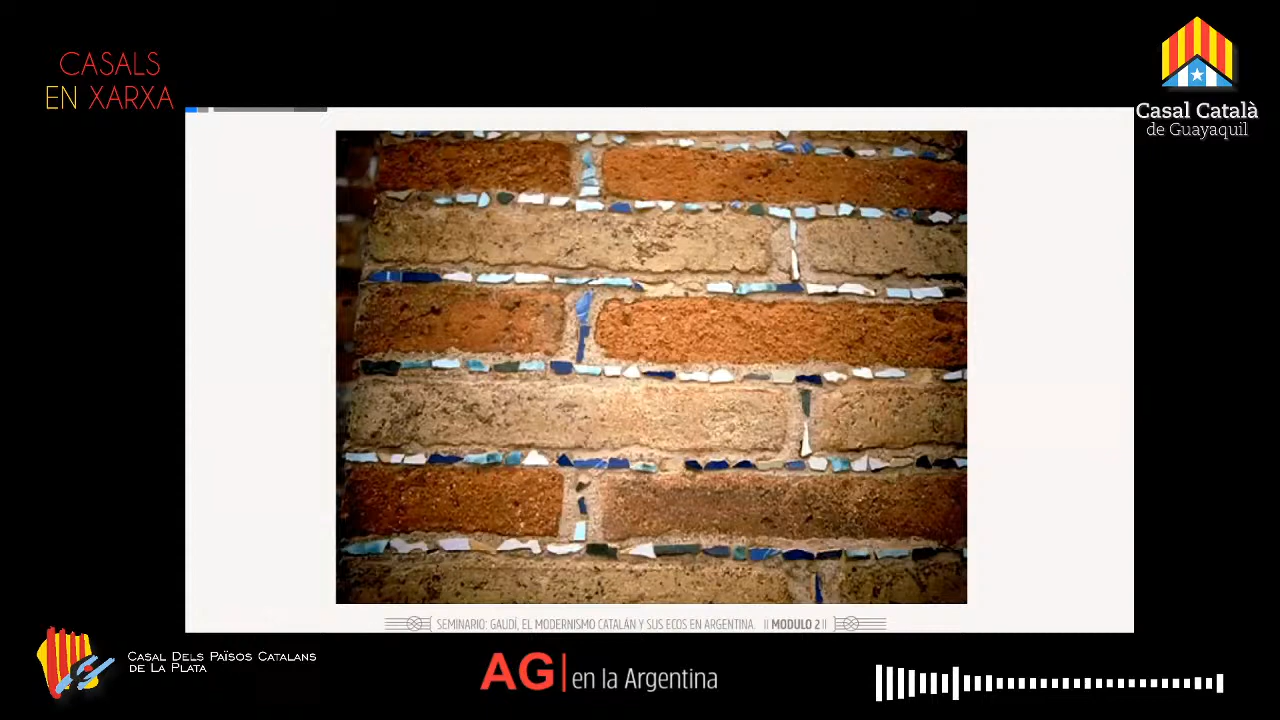 CASALS
EN XARXA
Casal Català
de Guayaquil
SEMINARIO: GAUDÍ, EL MODERNISMO CATALÁN Y SUS ECOS EN ARGENTINA. || MODULO 2 ||
CASAL DELS PAÏSOS CATALANS
DE LA PLATA
AG | en la Argentina